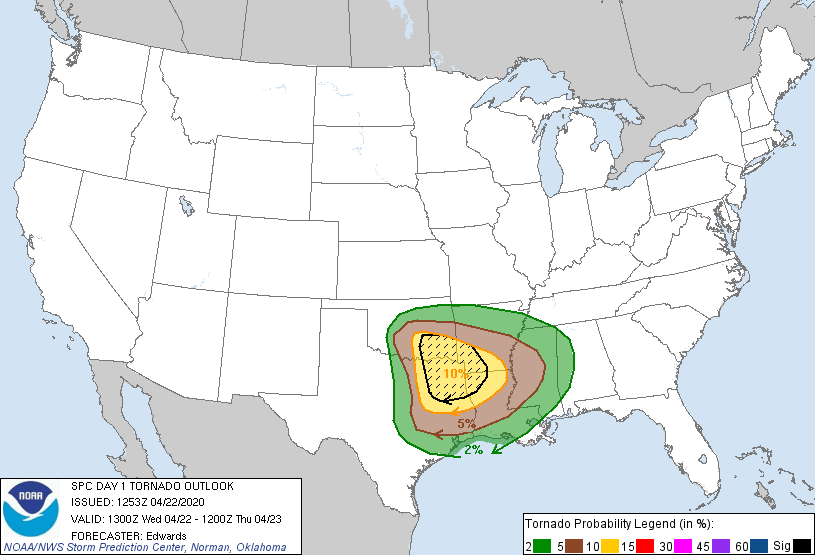 10%
5%
2%
NOAA
SPC DAY 1 TORNADO OUTLOOK
ISSUED: 1253Z 04/22/2020
VALID: 1300Z Wed 04/22 - 1200Z Thu 04/23
FORECASTER: Edwards
NOAA/NWS Storm Prediction Center, Norman, Oklahoma
Tornado Probability Legend (in %):
2 5 10 15 30 45 60 Sig